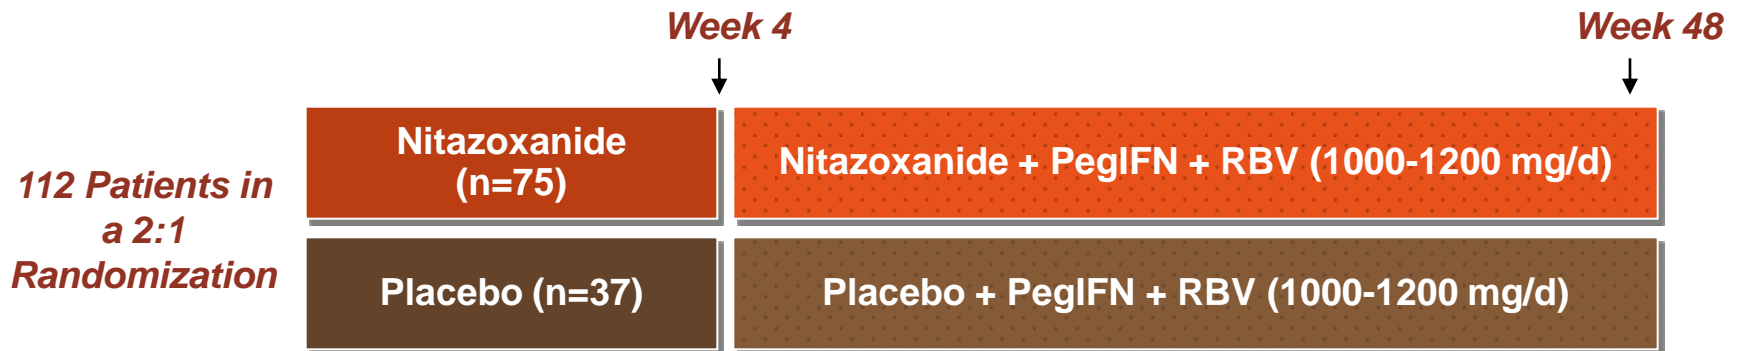 Week 4
Week 48
Nitazoxanide
(n=75)
Nitazoxanide + PegIFN + RBV (1000-1200 mg/d)
112 Patients in
a 2:1
Randomization
Placebo (n=37)
Placebo + PegIFN + RBV (1000-1200 mg/d)